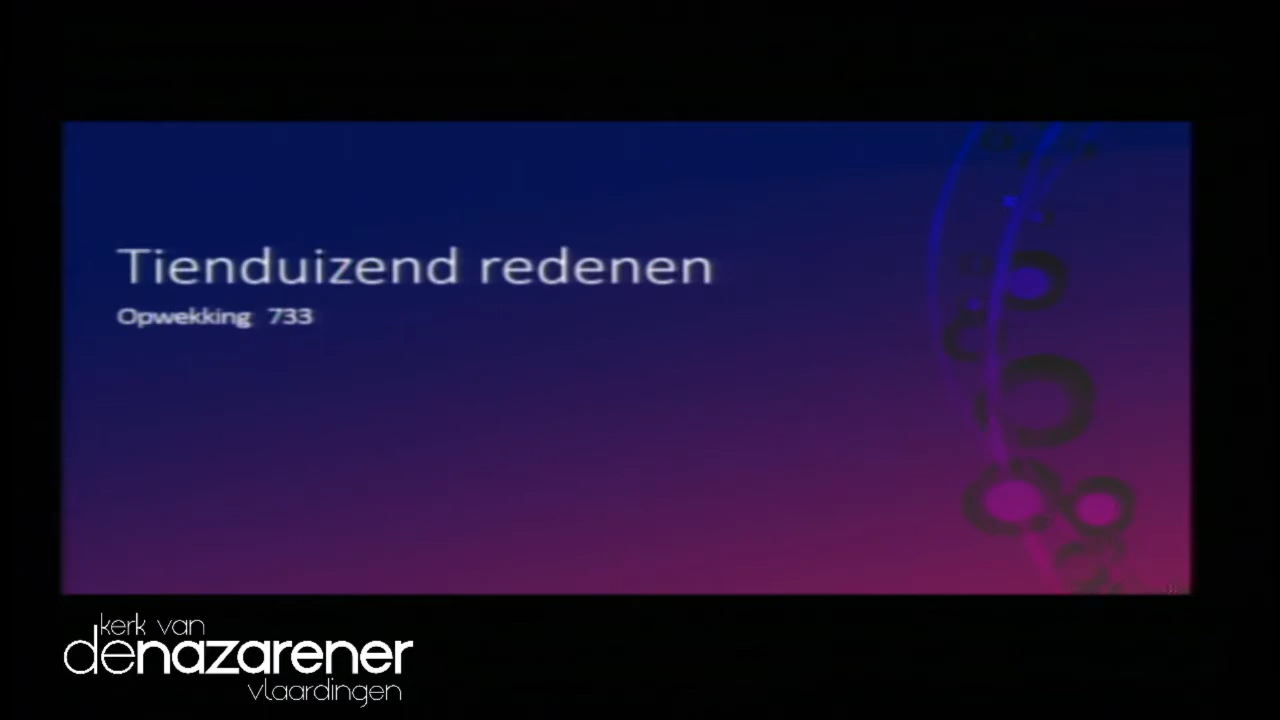 Tienduizend redenen
Opwekking 733
kerk van
denazarener
vlaardingen